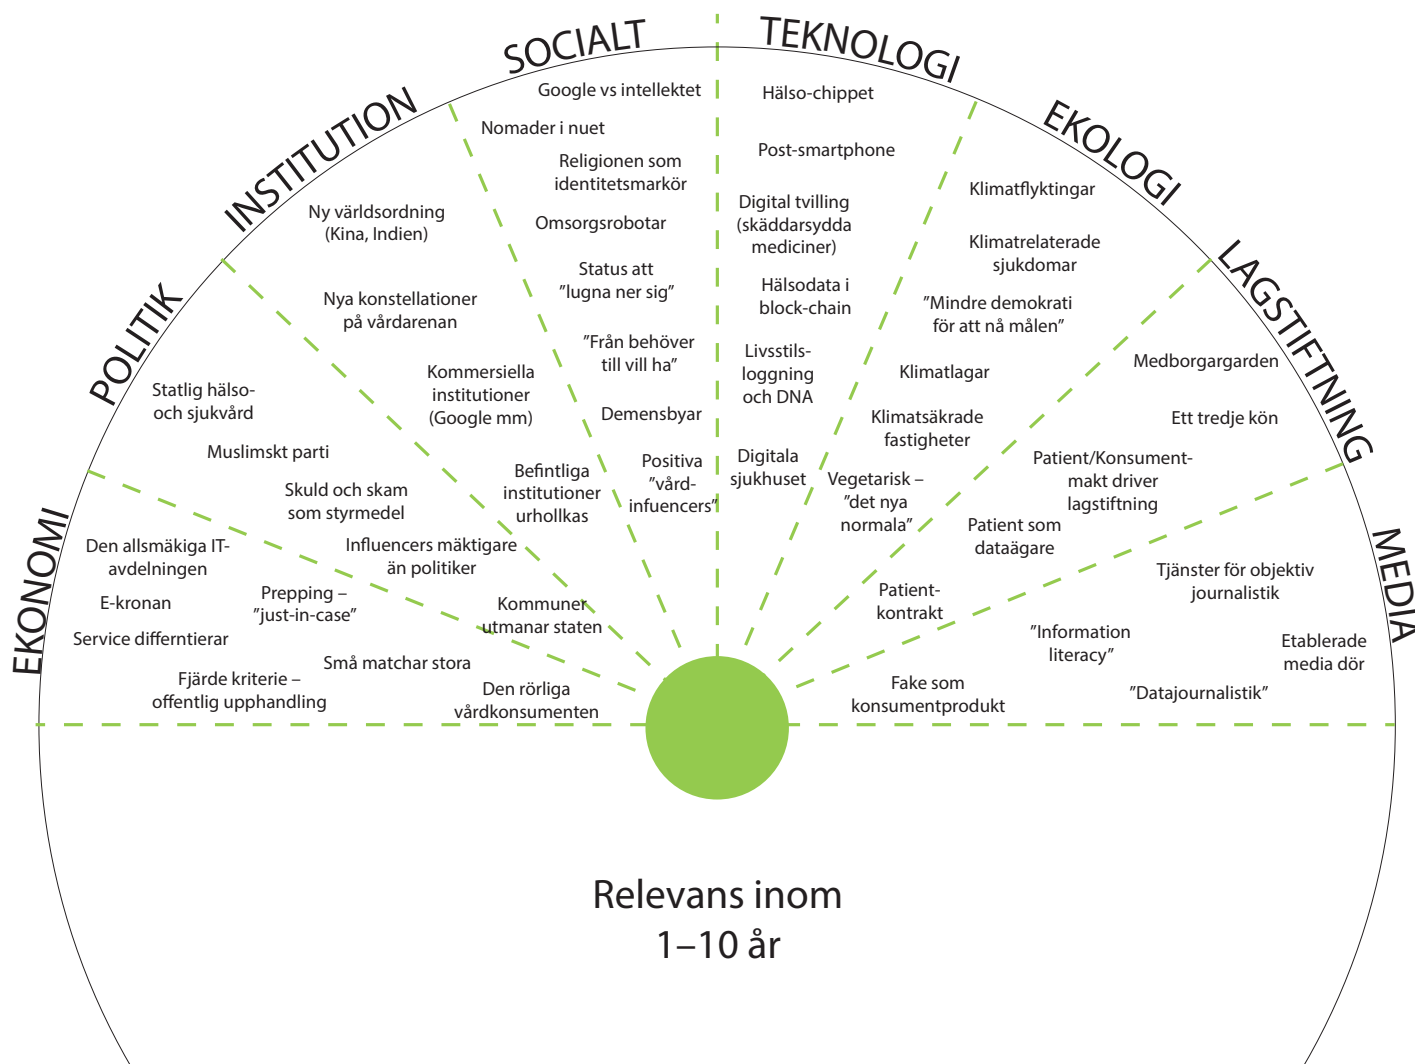 EKONOMI
Den allsmäkiga IT-
avdelningen
E-kronan
Prepping –
"just-in-case"
Service differntierar
Små matchar stora
Fjärde kriterie –
offentlig upphandling
Den rörliga
vårdkonsumenten
POLITIK
Statlig hälso-
och sjukvård
Muslimskt parti
Skuld och skam
som styrmedel
Influencers mäktigare
än politiker
Kommuner
utmanar staten
INSTITUTION
Ny världsordning
(Kina, Indien)
Nya konstellationer
på vårdarenan
Kommersiella
institutioner
(Google mm)
Befintliga
institutioner
urhollkas
SOCIALT
Google vs intellektet
Nomader i nuet
Religionen som
identitetsmarkör
Omsorgsrobotar
Status att
"lugna ner sig"
"Från behöver
till vill ha"
Demensbyar
Positiva
"vård-
infuencers"
TEKNOLOGI
Hälso-chippet
Post-smartphone
Digital tvilling
(skäddarsydda
mediciner)
Hälsodata i
block-chain
Livsstils-
loggning
och DNA
Digitala
sjukhuset
EKOLOGI
Klimatflyktingar
Klimatrelaterade
sjukdomar
"Mindre demokrati
för att nå målen"
Klimatlagar
Klimatsäkrade
fastigheter
Vegetarisk –
"det nya
normala"
LAGSTIFTNING
Medborgargarden
Ett tredje kön
Patient/Konsument-
makt driver
lagstiftning
Patient som
dataägare
Patient-
kontrakt
MEDIA
Tjänster för objektiv
journalistik
"Information
literacy"
Etablerade
media dör
Fake som
konsumentprodukt
"Datajournalistik"
Relevans inom
1–10 år